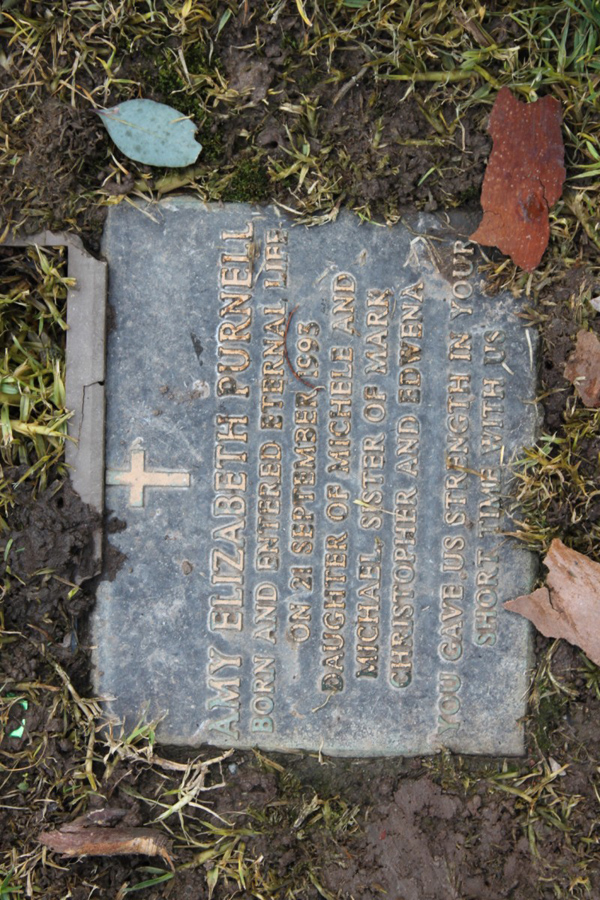 AMY ELIZABETH PURNELL
BORN AND ENTERED ETERNAL LIFE
ON 21 SEPTEMBER 1993
DAUGHTER OF MICHELE AND
MICHAEL, SISTER OF MARK
CHRISTOPHER AND EDWENA
YOU GAVE US STRENGTH IN YOUR
SHORT TIME WITH US